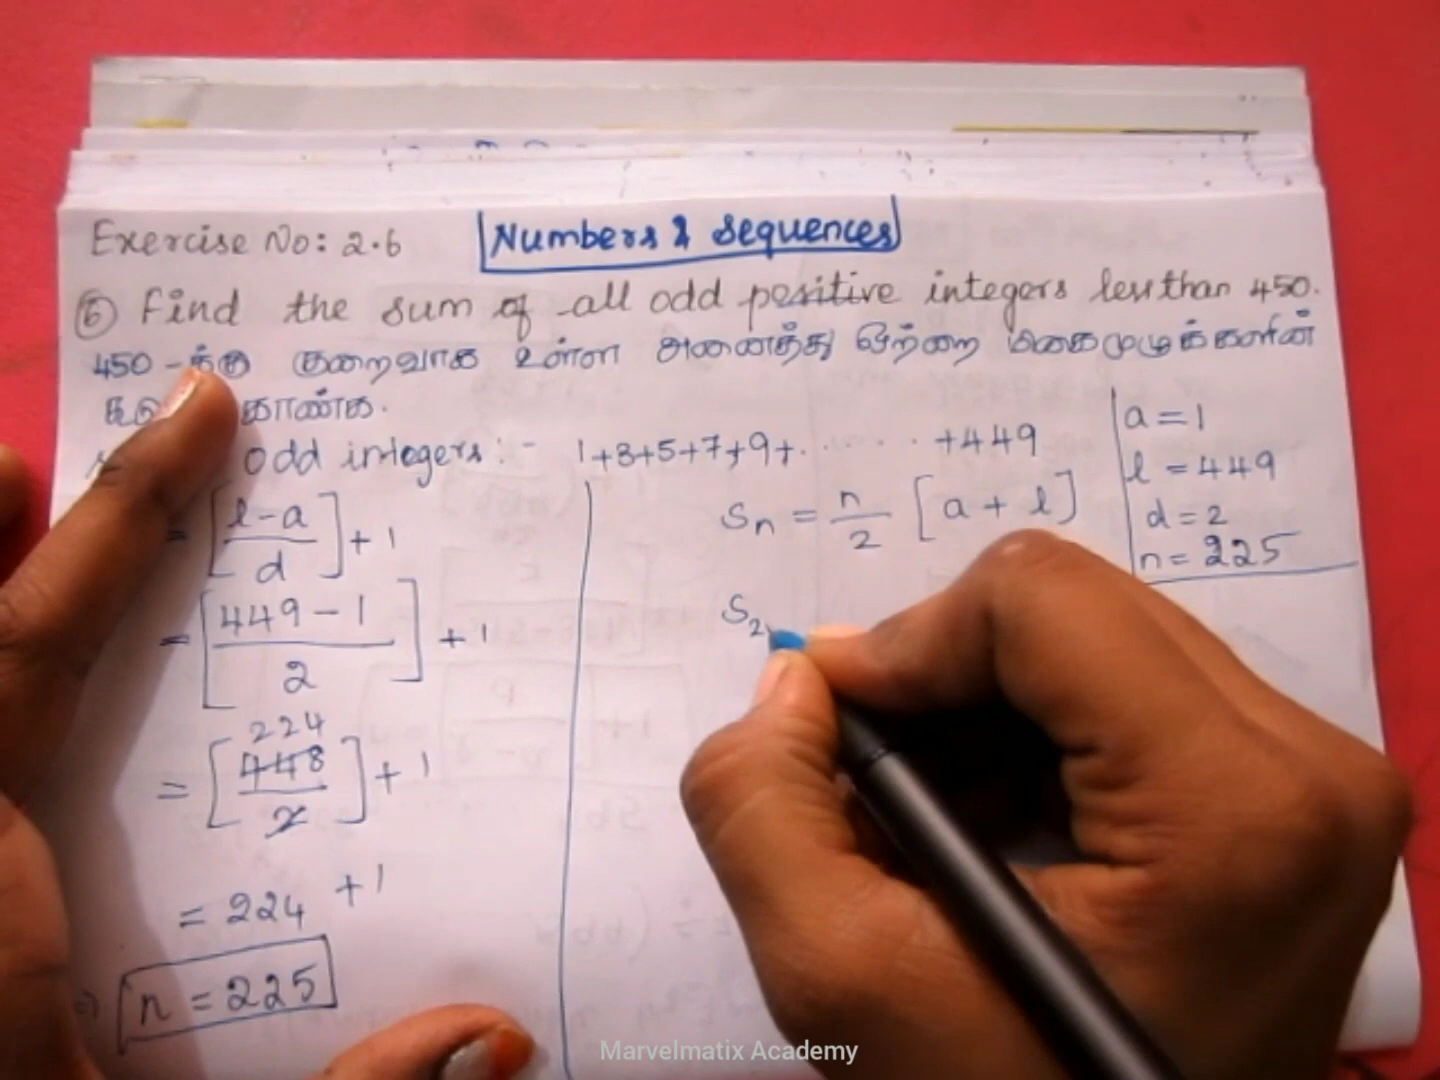 Exercise No: 2.6
Numbers & Sequences
⑥ Find the sum of all odd positive integers less than 450.
450-க்கு குறைவாக உள்ள அனைத்து ஒற்றை மிகை முழுக்களின்
காண்க.
odd integers :- 1+3+5+7+9+. . . . . +449
= [l-a/d] + 1
= [449-1/2] + 1
224
= [448/2] + 1
= 224 + 1
n = 225
Sn = n/2 [a + l]
S2
a = 1
l = 449
d = 2
n = 225
Marvelmatix Academy